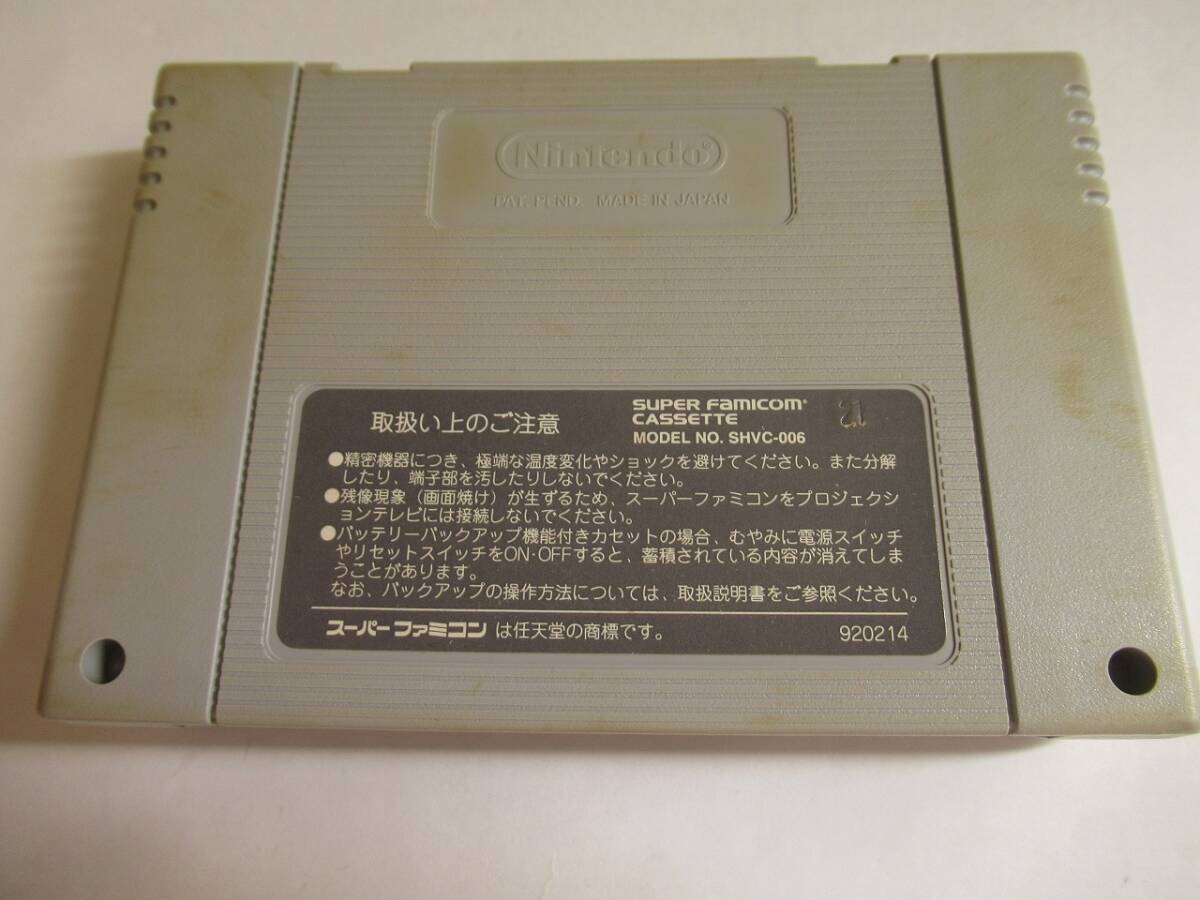 Nintendo®
PAT. PEND. MADE IN JAPAN
取扱い上のご注意
SUPER FAMICOM®
CASSETTE
MODEL NO. SHVC-006
21
●精密機器につき、極端な温度変化やショックを避けてください。また分解
したり、端子部を汚したりしないでください。
●残像現象(画面焼け)が生ずるため、スーパーファミコンをプロジェクシ
ョンテレビには接続しないでください。
●バッテリーバックアップ機能付きカセットの場合、むやみに電源スイッチ
やリセットスイッチをON・OFFすると、蓄積されている内容が消えてしま
うことがあります。
なお、バックアップの操作方法については、取扱説明書をご参照ください。
スーパーファミコン は任天堂の商標です。
920214